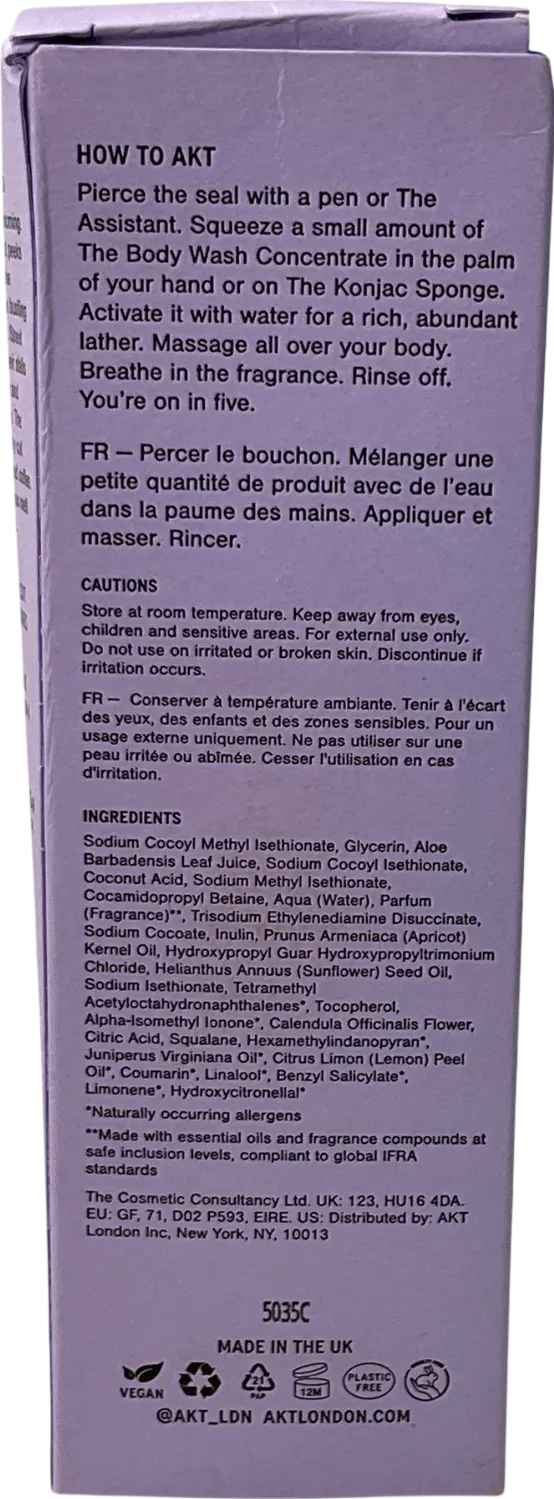 HOW TO AKT
Pierce the seal with a pen or The
Assistant. Squeeze a small amount of
The Body Wash Concentrate in the palm
of your hand or on The Konjac Sponge.
Activate it with water for a rich, abundant
lather. Massage all over your body.
Breathe in the fragrance. Rinse off.
You're on in five.
FR — Percer le bouchon. Mélanger une
petite quantité de produit avec de l'eau
dans la paume des mains. Appliquer et
masser. Rincer.
CAUTIONS
Store at room temperature. Keep away from eyes,
children and sensitive areas. For external use only.
Do not use on irritated or broken skin. Discontinue if
irritation occurs.
FR — Conserver à température ambiante. Tenir à l'écart
des yeux, des enfants et des zones sensibles. Pour un
usage externe uniquement. Ne pas utiliser sur une
peau irritée ou abîmée. Cesser l'utilisation en cas
d'irritation.
INGREDIENTS
Sodium Cocoyl Methyl Isethionate, Glycerin, Aloe
Barbadensis Leaf Juice, Sodium Cocoyl Isethionate,
Coconut Acid, Sodium Methyl Isethionate,
Cocamidopropyl Betaine, Aqua (Water), Parfum
(Fragrance)**, Trisodium Ethylenediamine Disuccinate,
Sodium Cocoate, Inulin, Prunus Armeniaca (Apricot)
Kernel Oil, Hydroxypropyl Guar Hydroxypropyltrimonium
Chloride, Helianthus Annuus (Sunflower) Seed Oil,
Sodium Isethionate, Tetramethyl
Acetyloctahydronaphthalenes*, Tocopherol,
Alpha-Isomethyl Ionone*, Calendula Officinalis Flower,
Citric Acid, Squalane, Hexamethylindanopyran*,
Juniperus Virginiana Oil*, Citrus Limon (Lemon) Peel
Oil*, Coumarin*, Linalool*, Benzyl Salicylate*,
Limonene*, Hydroxycitronellal*
*Naturally occurring allergens
**Made with essential oils and fragrance compounds at
safe inclusion levels, compliant to global IFRA
standards
The Cosmetic Consultancy Ltd. UK: 123, HU16 4DA.
EU: GF, 71, D02 P593, EIRE. US: Distributed by: AKT
London Inc, New York, NY, 10013
5035C
MADE IN THE UK
VEGAN
21
PAP
12M
PLASTIC
FREE
@AKT_LDN AKTLONDON.COM